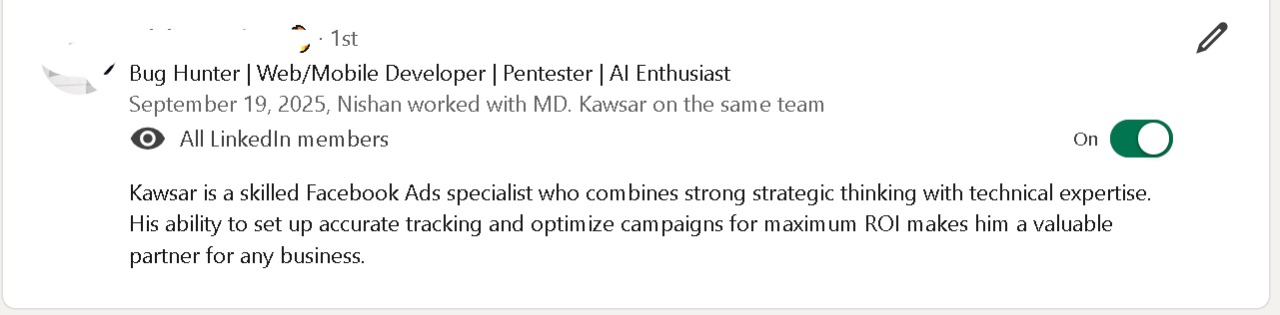 · 1st
Bug Hunter | Web/Mobile Developer | Pentester | AI Enthusiast
September 19, 2025, Nishan worked with MD. Kawsar on the same team
All LinkedIn members
On
Kawsar is a skilled Facebook Ads specialist who combines strong strategic thinking with technical expertise.
His ability to set up accurate tracking and optimize campaigns for maximum ROI makes him a valuable
partner for any business.